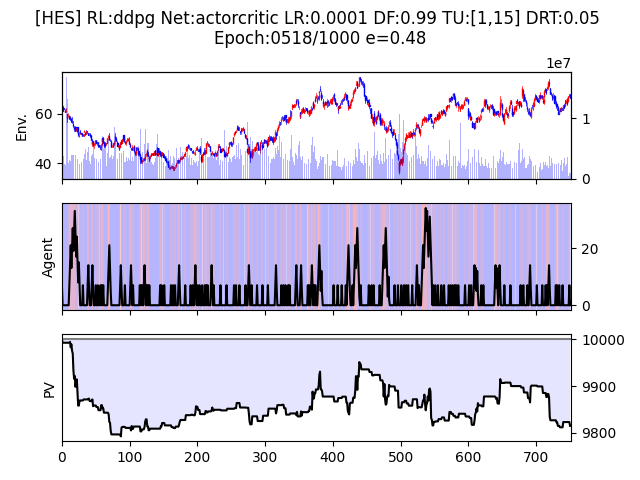 [HES] RL:ddpg Net:actorcritic LR:0.0001 DF:0.99 TU:[1,15] DRT:0.05
Epoch:0518/1000 e=0.48
1e7
Env.
60
40
1
0
Agent
20
0
PV
10000
9900
9800
0 100 200 300 400 500 600 700